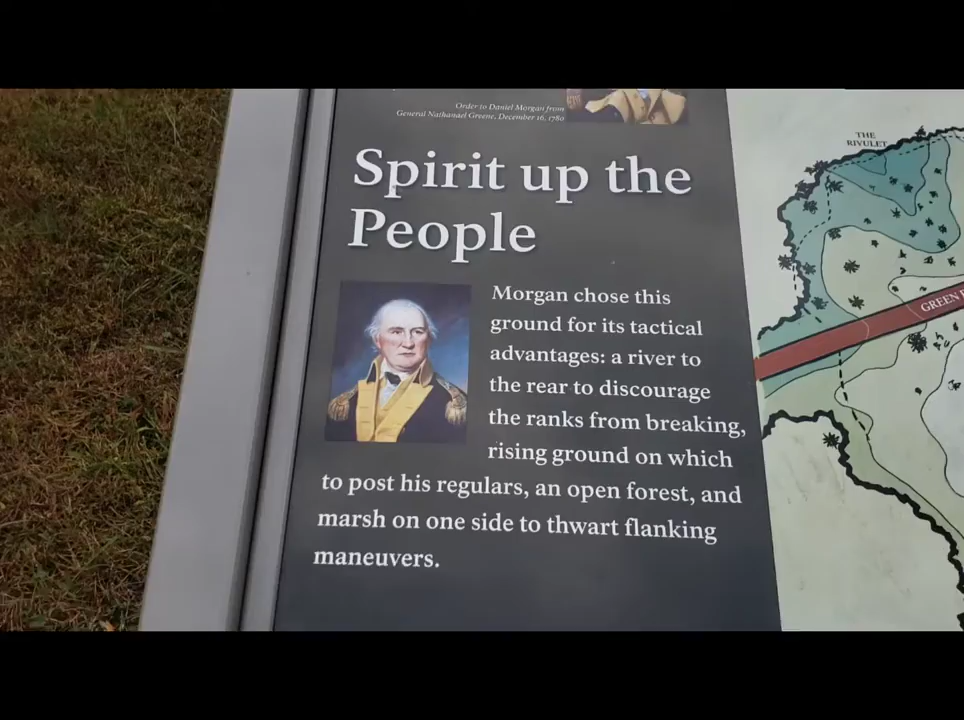 Order to Daniel Morgan from
General Nathanael Greene, December 16, 1780
Spirit up the
People
Morgan chose this
ground for its tactical
advantages: a river to
the rear to discourage
the ranks from breaking,
rising ground on which
to post his regulars, an open forest, and
marsh on one side to thwart flanking
maneuvers.
THE
RIVULET
GREEN